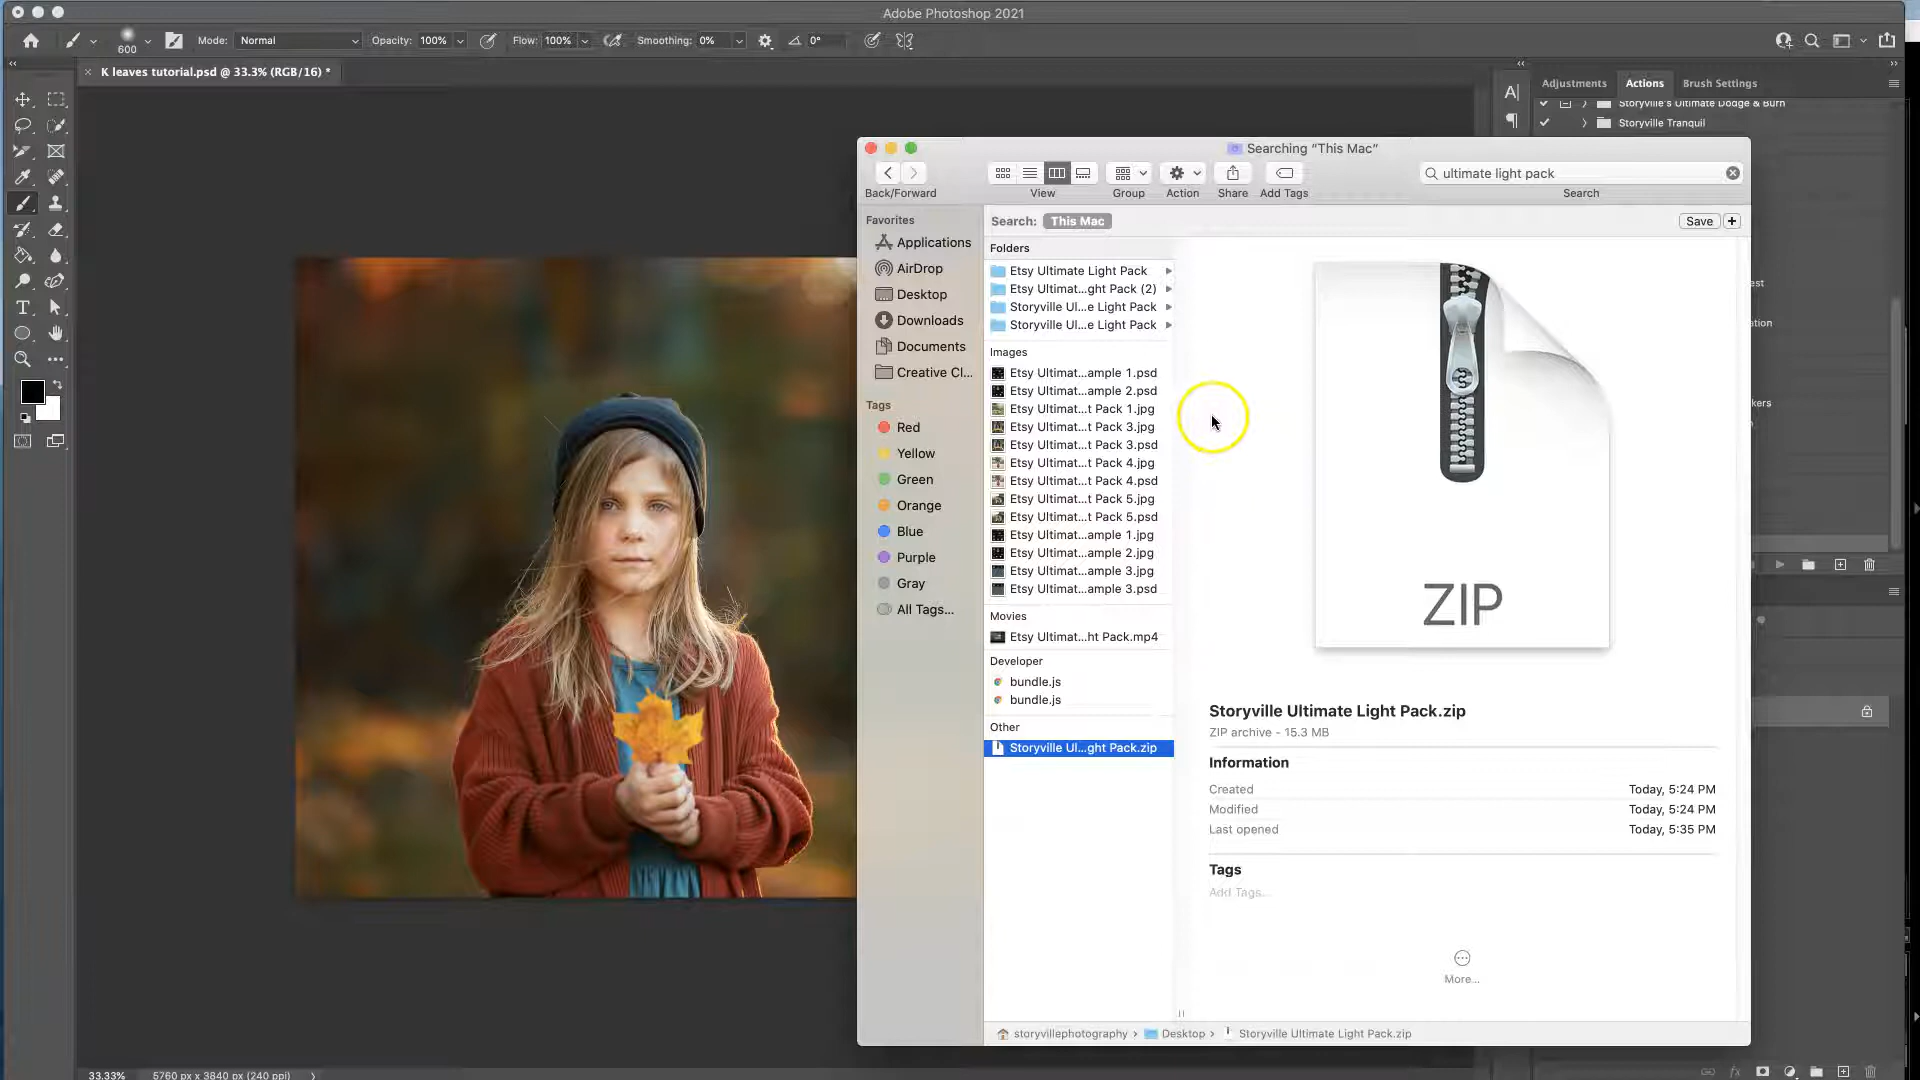 Adobe Photoshop 2021
600
Mode: Normal
Opacity: 100%
Flow: 100%
Smoothing: 0%
0°
K leaves tutorial.psd @ 33.3% (RGB/16) *
Adjustments
Actions
Brush Settings
Storyville's Ultimate Dodge & Burn
Storyville Tranquil
Searching “This Mac”
ultimate light pack
Back/Forward
View
Group
Action
Share
Add Tags
Search
Favorites
Applications
AirDrop
Desktop
Downloads
Documents
Creative Cl...
Tags
Red
Yellow
Green
Orange
Blue
Purple
Gray
All Tags...
Search: This Mac
Save
Folders
Etsy Ultimate Light Pack
Etsy Ultimat...ght Pack (2)
Storyville Ul...e Light Pack
Storyville Ul...e Light Pack
Images
Etsy Ultimat...ample 1.psd
Etsy Ultimat...ample 2.psd
Etsy Ultimat...t Pack 1.jpg
Etsy Ultimat...t Pack 3.jpg
Etsy Ultimat...t Pack 3.psd
Etsy Ultimat...t Pack 4.jpg
Etsy Ultimat...t Pack 4.psd
Etsy Ultimat...t Pack 5.jpg
Etsy Ultimat...t Pack 5.psd
Etsy Ultimat...ample 1.jpg
Etsy Ultimat...ample 2.jpg
Etsy Ultimat...ample 3.jpg
Etsy Ultimat...ample 3.psd
Movies
Etsy Ultimat...ht Pack.mp4
Developer
bundle.js
bundle.js
Other
Storyville Ul...ght Pack.zip
ZIP
Storyville Ultimate Light Pack.zip
ZIP archive - 15.3 MB
Information
Created Today, 5:24 PM
Modified Today, 5:24 PM
Last opened Today, 5:35 PM
Tags
Add Tags...
More...
storyvillephotography
Desktop
Storyville Ultimate Light Pack.zip
33.33%
5760 px x 3840 px (240 ppi)